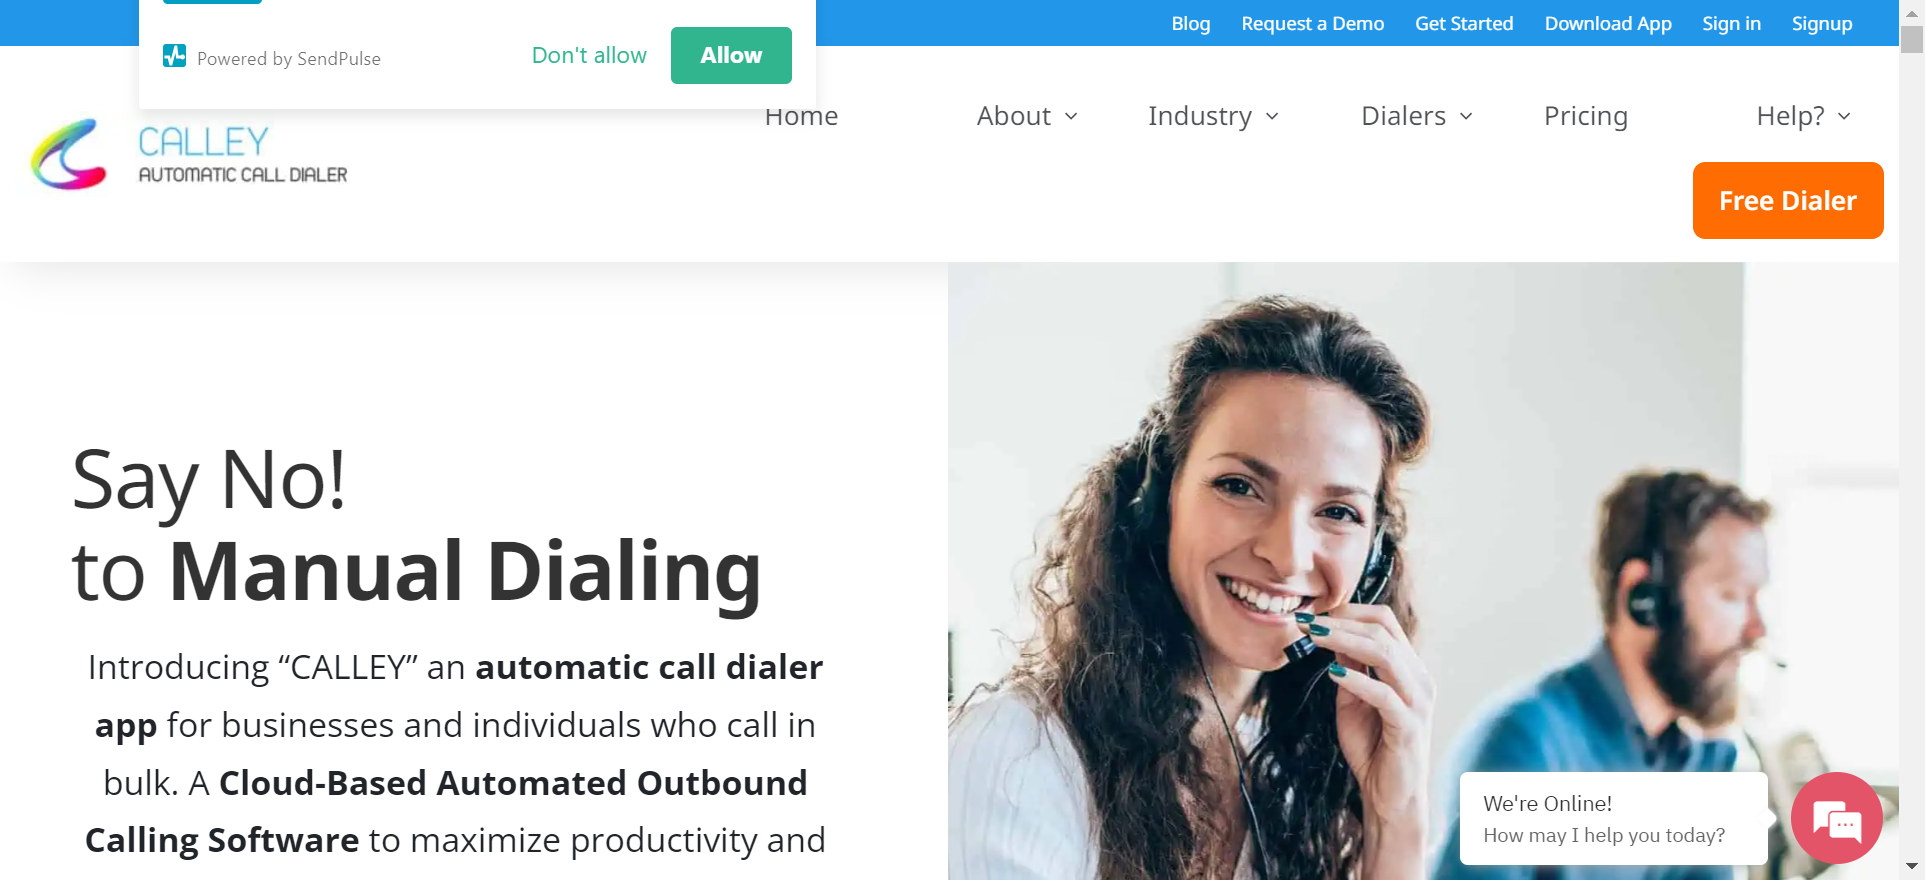 Blog Request a Demo Get Started Download App Sign in Signup
Powered by SendPulse Don't allow Allow
Home About Industry Dialers Pricing Help?
CALLEY
AUTOMATIC CALL DIALER
Free Dialer
Say No!
to Manual Dialing
Introducing “CALLEY” an automatic call dialer
app for businesses and individuals who call in
bulk. A Cloud-Based Automated Outbound
Calling Software to maximize productivity and
We're Online!
How may I help you today?